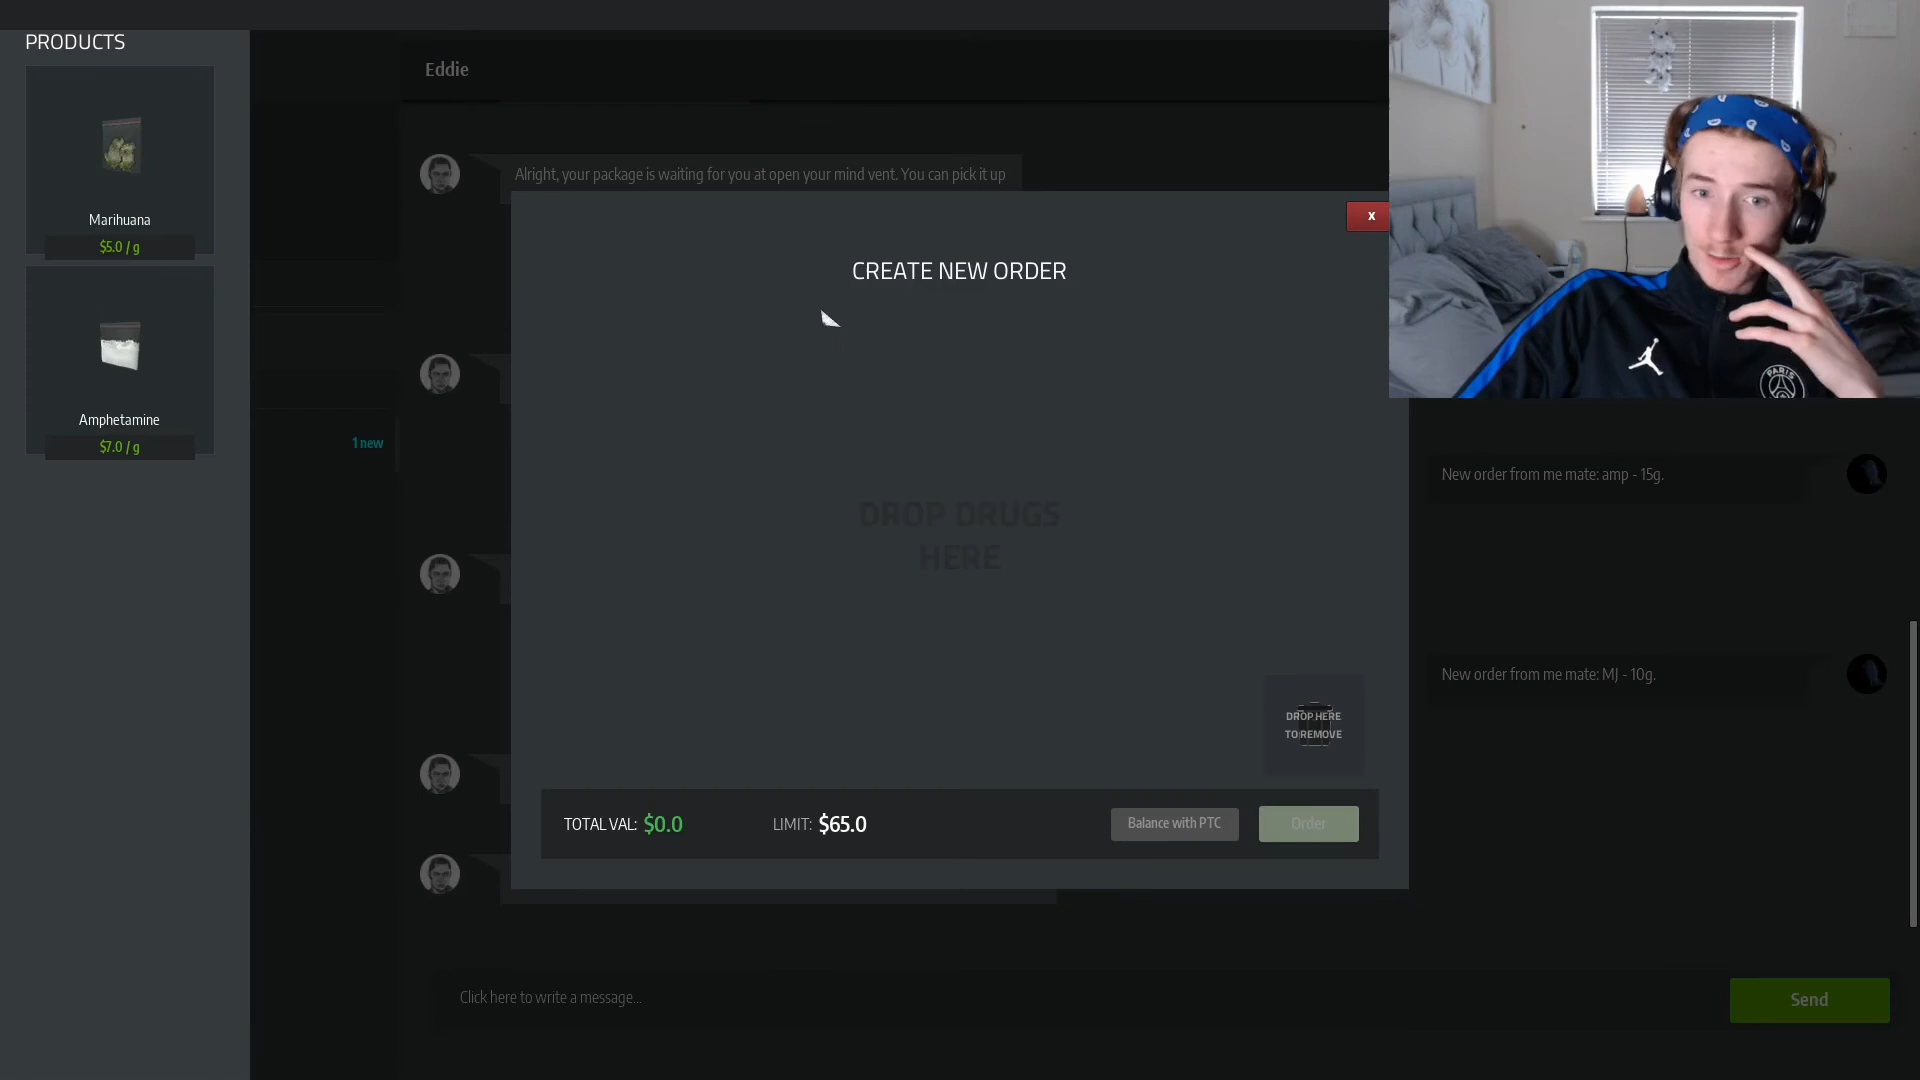 PRODUCTS
Marihuana
$5.0 / g
Amphetamine
$7.0 / g
1 new
Eddie
Alright, your package is waiting for you at open your mind vent. You can pick it up
X
CREATE NEW ORDER
DROP DRUGS
HERE
DROP HERE
TO REMOVE
TOTAL VAL: $0.0
LIMIT: $65.0
Balance with PTC
Order
New order from me mate: amp - 15g.
New order from me mate: MJ - 10g.
Click here to write a message...
Send
PARIS